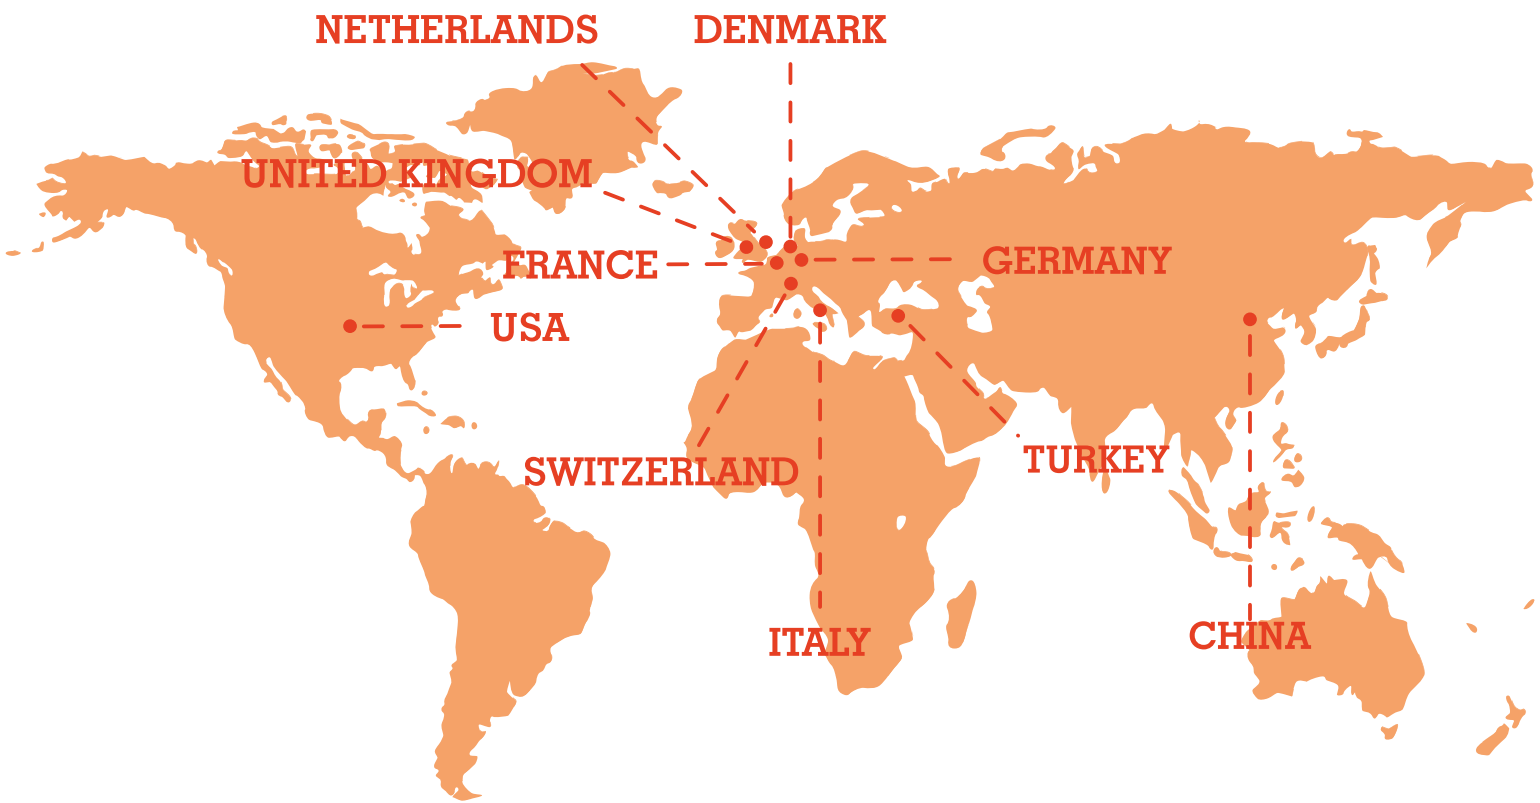 NETHERLANDS
DENMARK
UNITED KINGDOM
FRANCE
GERMANY
USA
SWITZERLAND
TURKEY
ITALY
CHINA